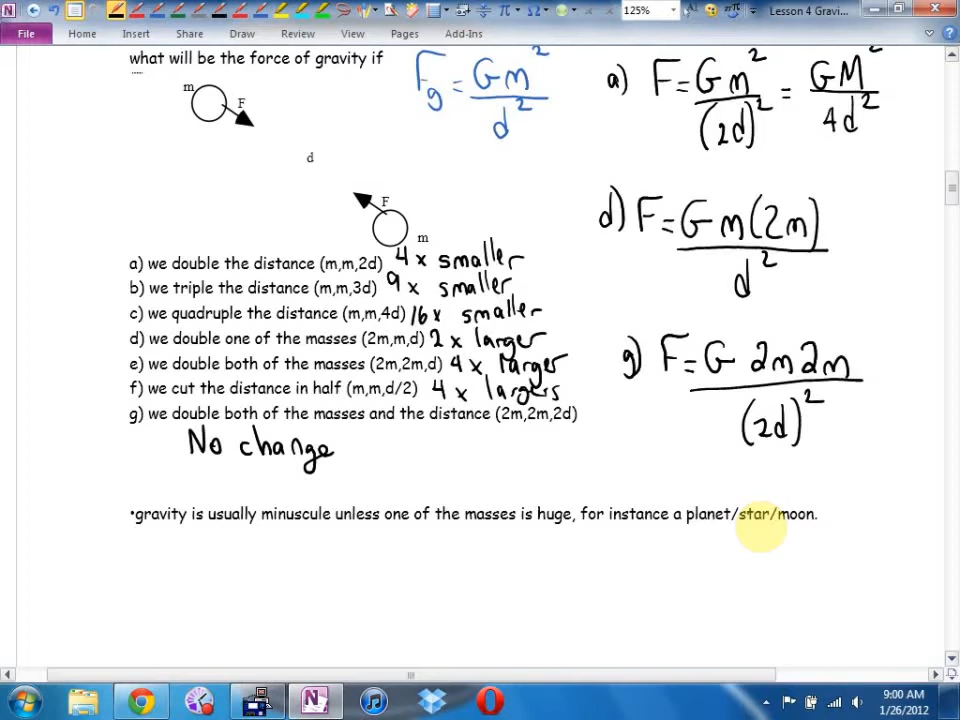 125%
Lesson 4 Gravi...
File Home Insert Share Draw Review View Pages Add-Ins
what will be the force of gravity if
m
F
d
F
m
Fg = Gm²/d²
a) F = Gm²/(2d)² = GM²/4d²
d) F = G m(2m)/d²
g) F = G 2m2m/(2d)²
a) we double the distance (m,m,2d) 4 x smaller
b) we triple the distance (m,m,3d) 9 x smaller
c) we quadruple the distance (m,m,4d) 16 x smaller
d) we double one of the masses (2m,m,d) 2 x larger
e) we double both of the masses (2m,2m,d) 4 x larger
f) we cut the distance in half (m,m,d/2) 4 x largers
g) we double both of the masses and the distance (2m,2m,2d)
No change
•gravity is usually minuscule unless one of the masses is huge, for instance a planet/star/moon.
9:00 AM
1/26/2012